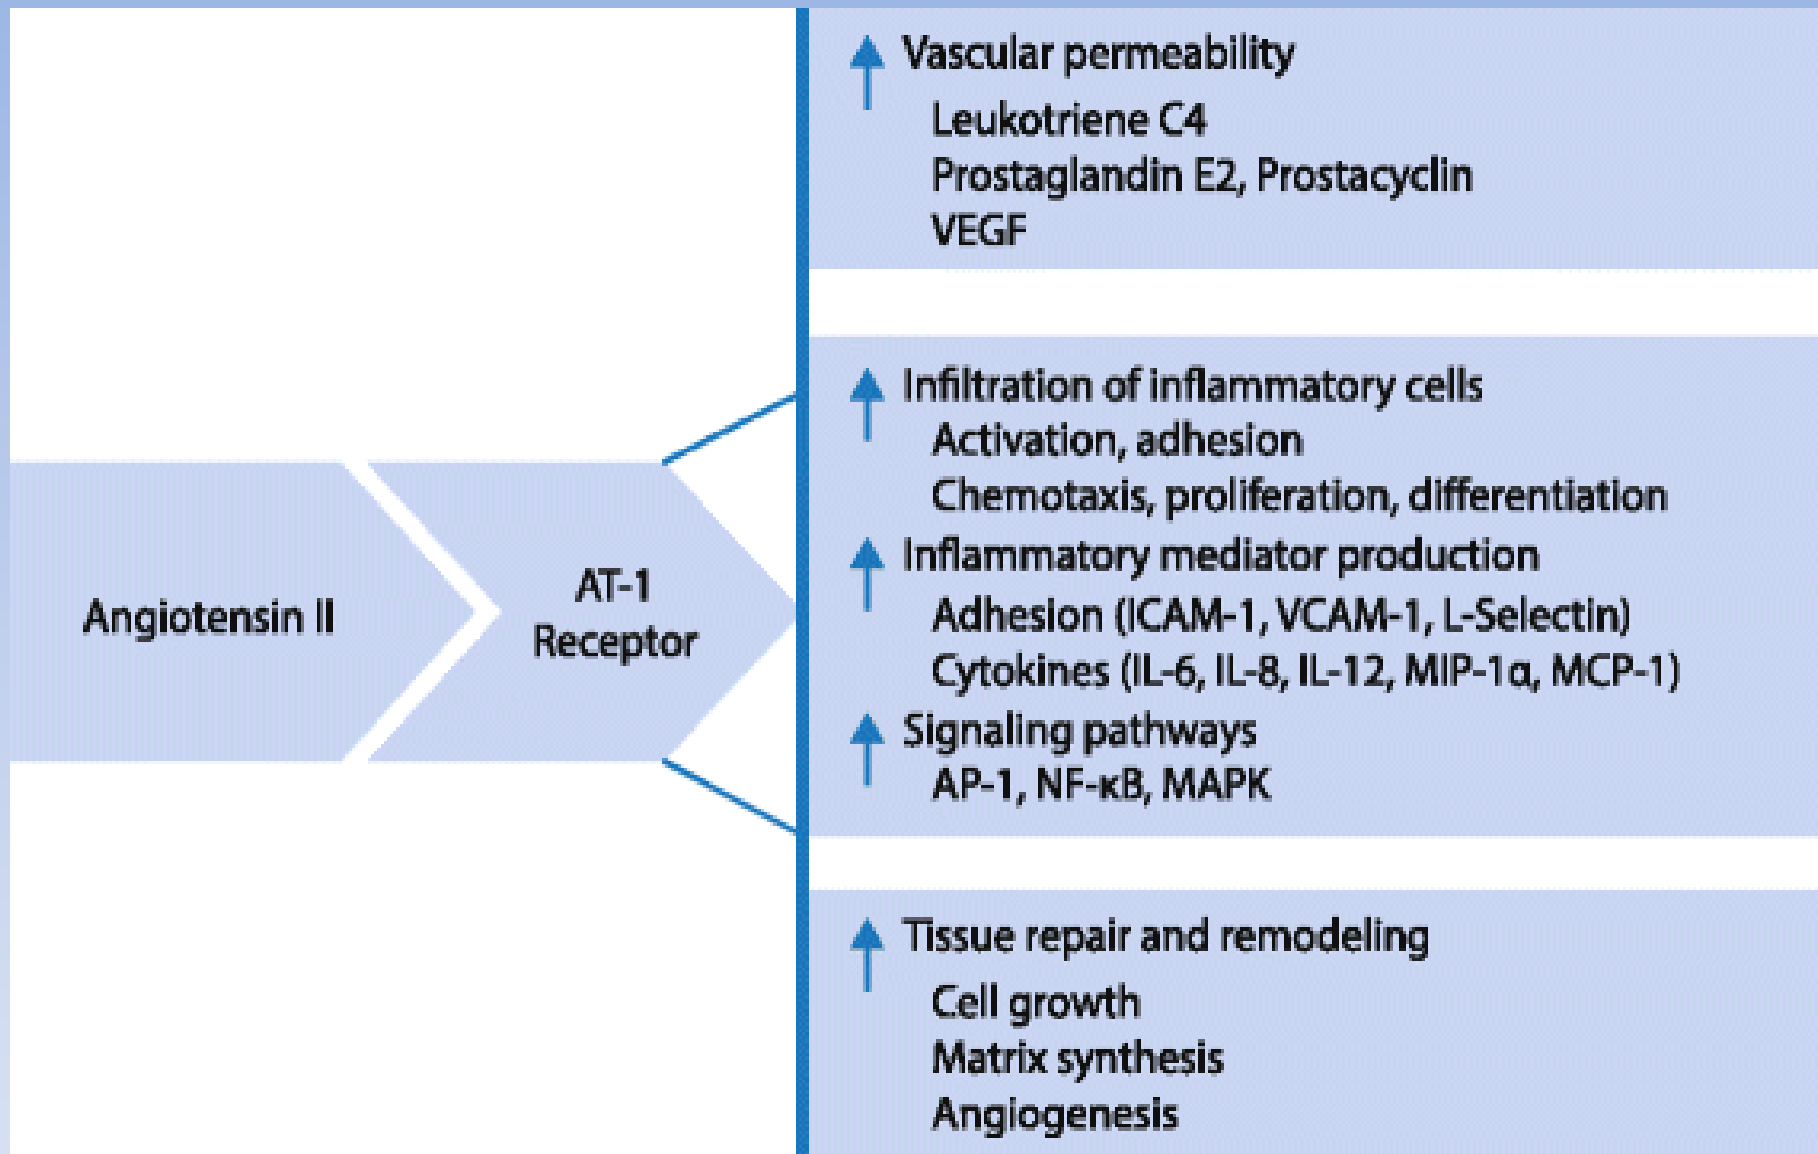 Angiotensin II
AT-1
Receptor
Vascular permeability
Leukotriene C4
Prostaglandin E2, Prostacyclin
VEGF
Infiltration of inflammatory cells
Activation, adhesion
Chemotaxis, proliferation, differentiation
Inflammatory mediator production
Adhesion (ICAM-1, VCAM-1, L-Selectin)
Cytokines (IL-6, IL-8, IL-12, MIP-1α, MCP-1)
Signaling pathways
AP-1, NF-κB, MAPK
Tissue repair and remodeling
Cell growth
Matrix synthesis
Angiogenesis